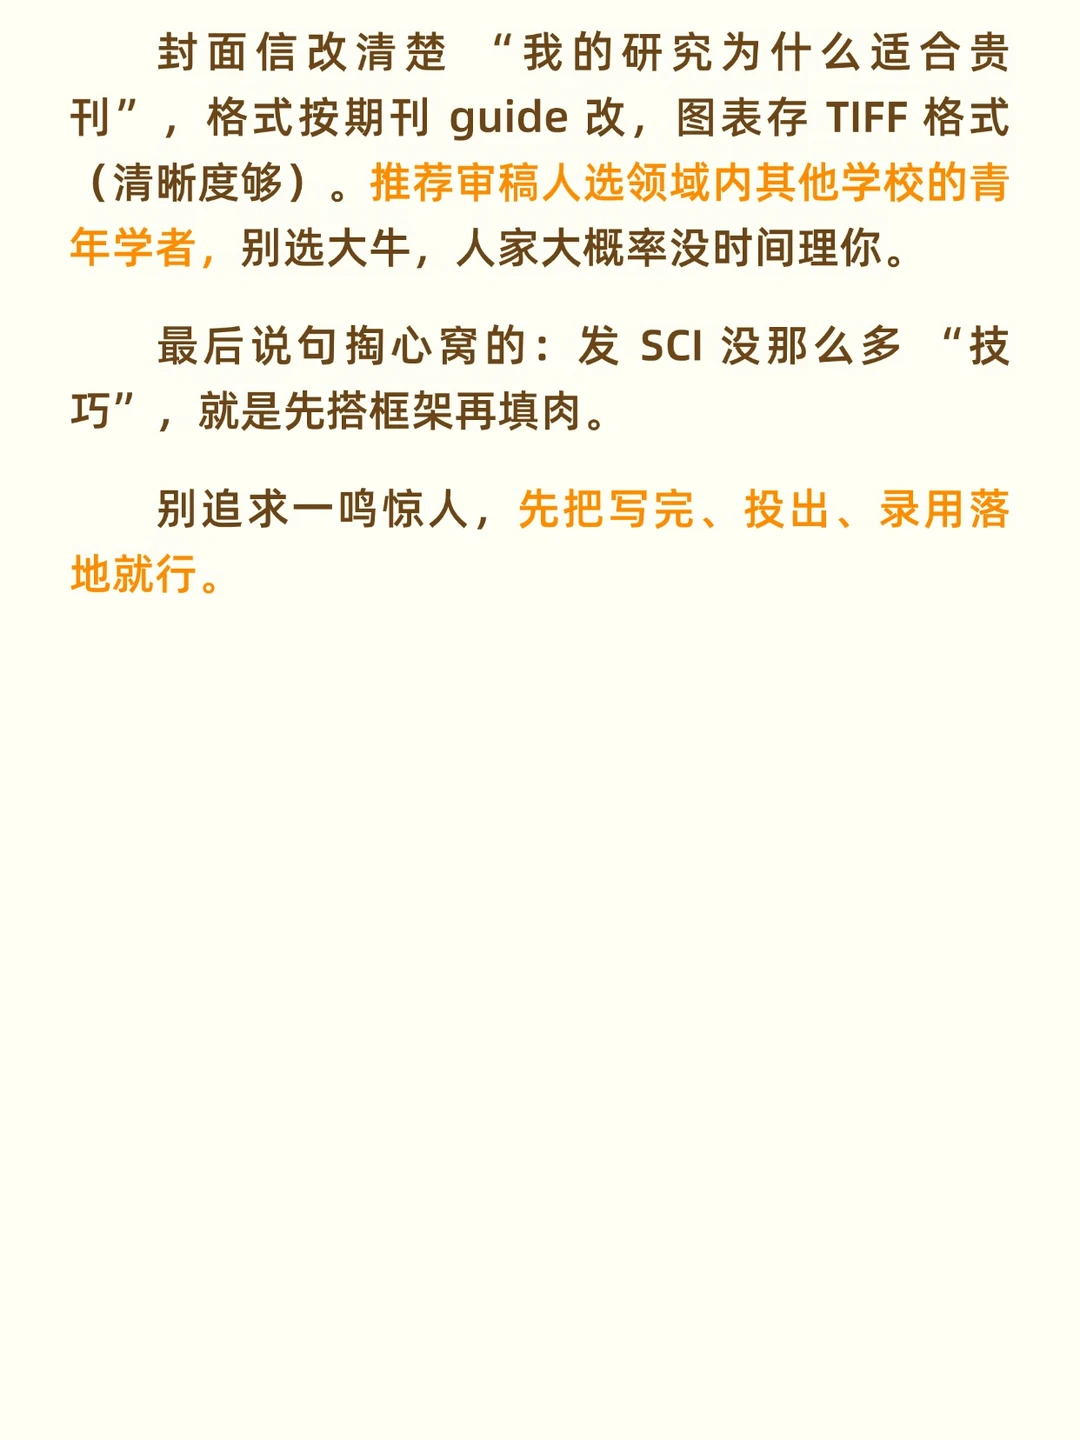 封面信改清楚 “我的研究为什么适合贵
刊”，格式按期刊 guide 改，图表存 TIFF 格式
（清晰度够）。推荐审稿人选领域内其他学校的青
年学者，别选大牛，人家大概率没时间理你。
最后说句掏心窝的：发 SCI 没那么多 “技
巧”，就是先搭框架再填肉。
别追求一鸣惊人，先把写完、投出、录用落
地就行。